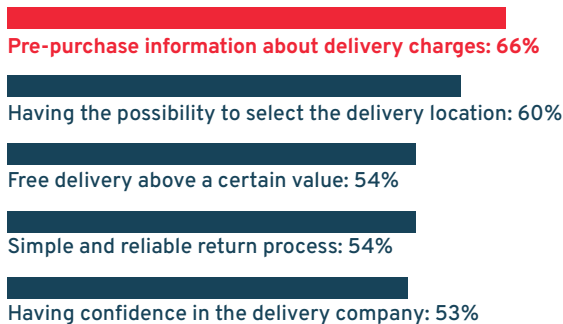 Pre-purchase information about delivery charges: 66%
Having the possibility to select the delivery location: 60%
Free delivery above a certain value: 54%
Simple and reliable return process: 54%
Having confidence in the delivery company: 53%